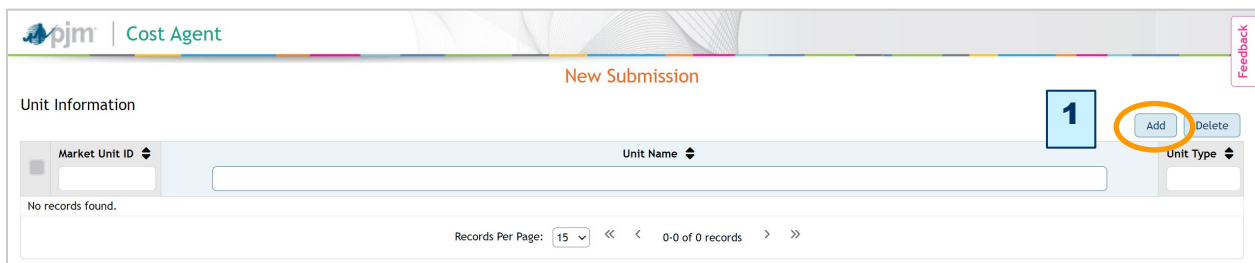 pjm | Cost Agent
Feedback
New Submission
Unit Information
1
Add Delete
Market Unit ID Unit Name Unit Type
No records found.
Records Per Page: 15 << < 0-0 of 0 records > >>